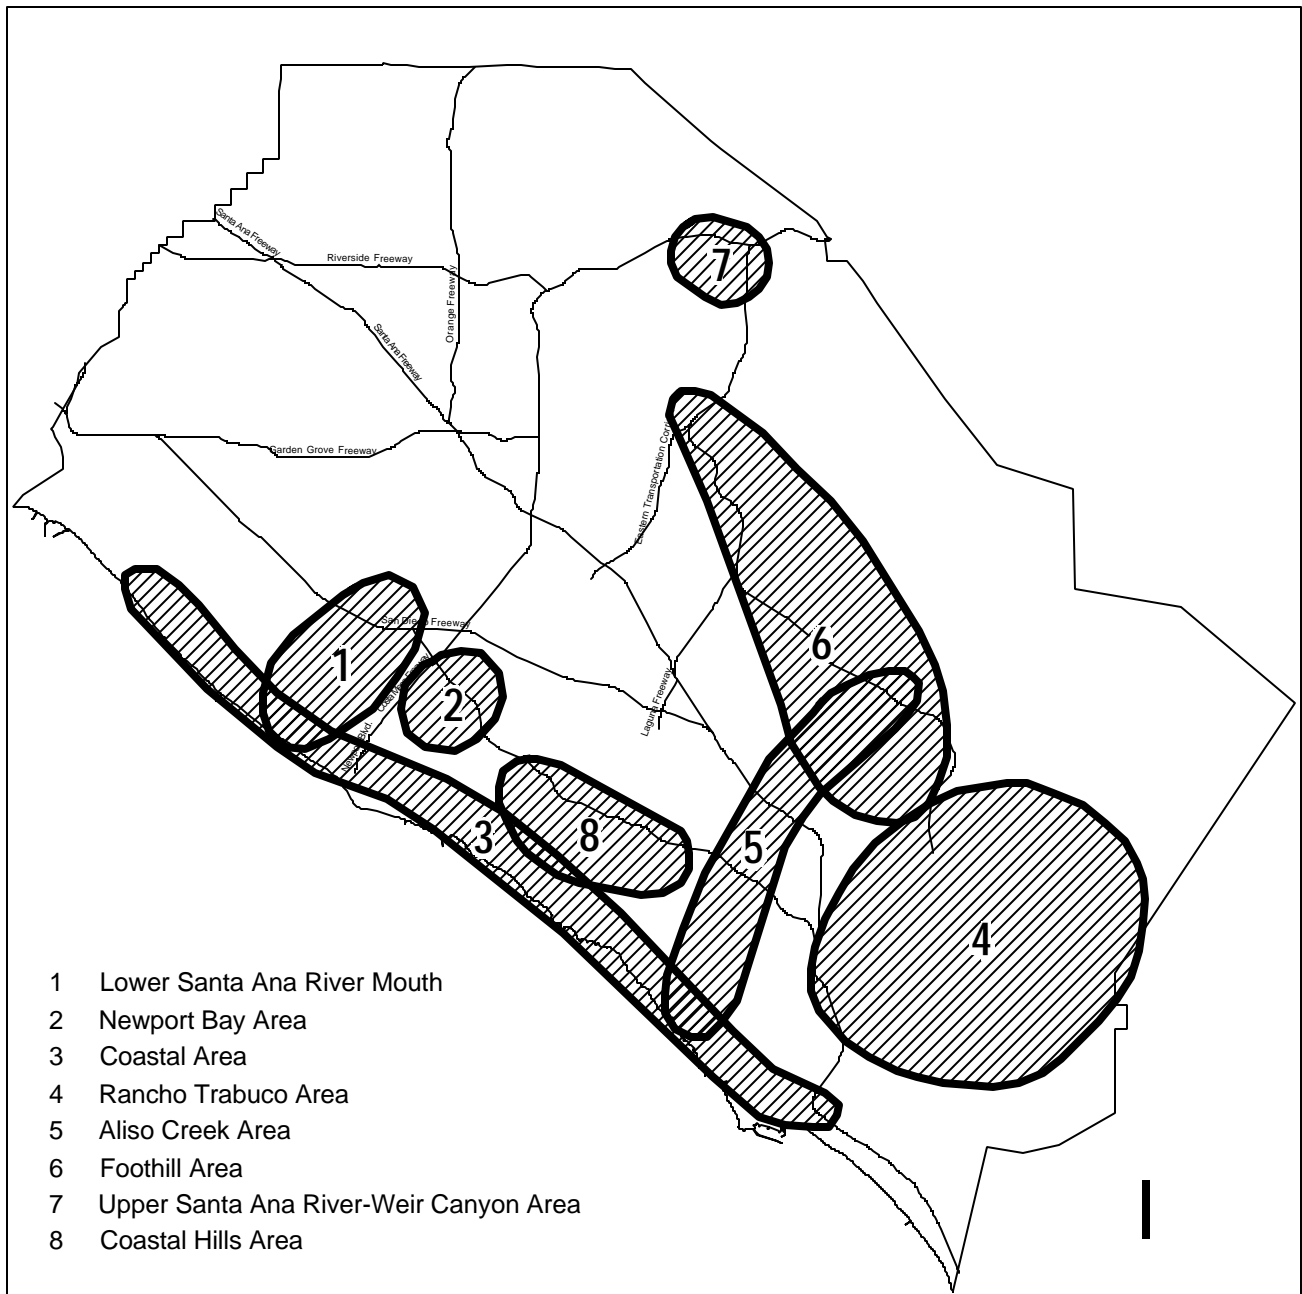 Santa Ana Freeway
Riverside Freeway
Orange Freeway
Santa Ana Freeway
Garden Grove Freeway
Eastern Transportation Corri
San Diego Freeway
Newport Blvd.
Laguna Freeway
7
6
1
2
3
8
5
4
1 Lower Santa Ana River Mouth
2 Newport Bay Area
3 Coastal Area
4 Rancho Trabuco Area
5 Aliso Creek Area
6 Foothill Area
7 Upper Santa Ana River-Weir Canyon Area
8 Coastal Hills Area